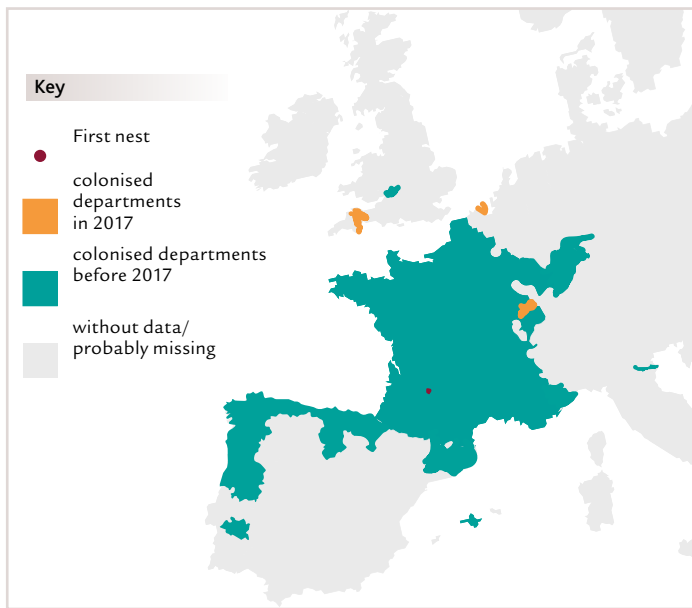 Key
First nest
colonised
departments
in 2017
colonised departments
before 2017
without data/
probably missing